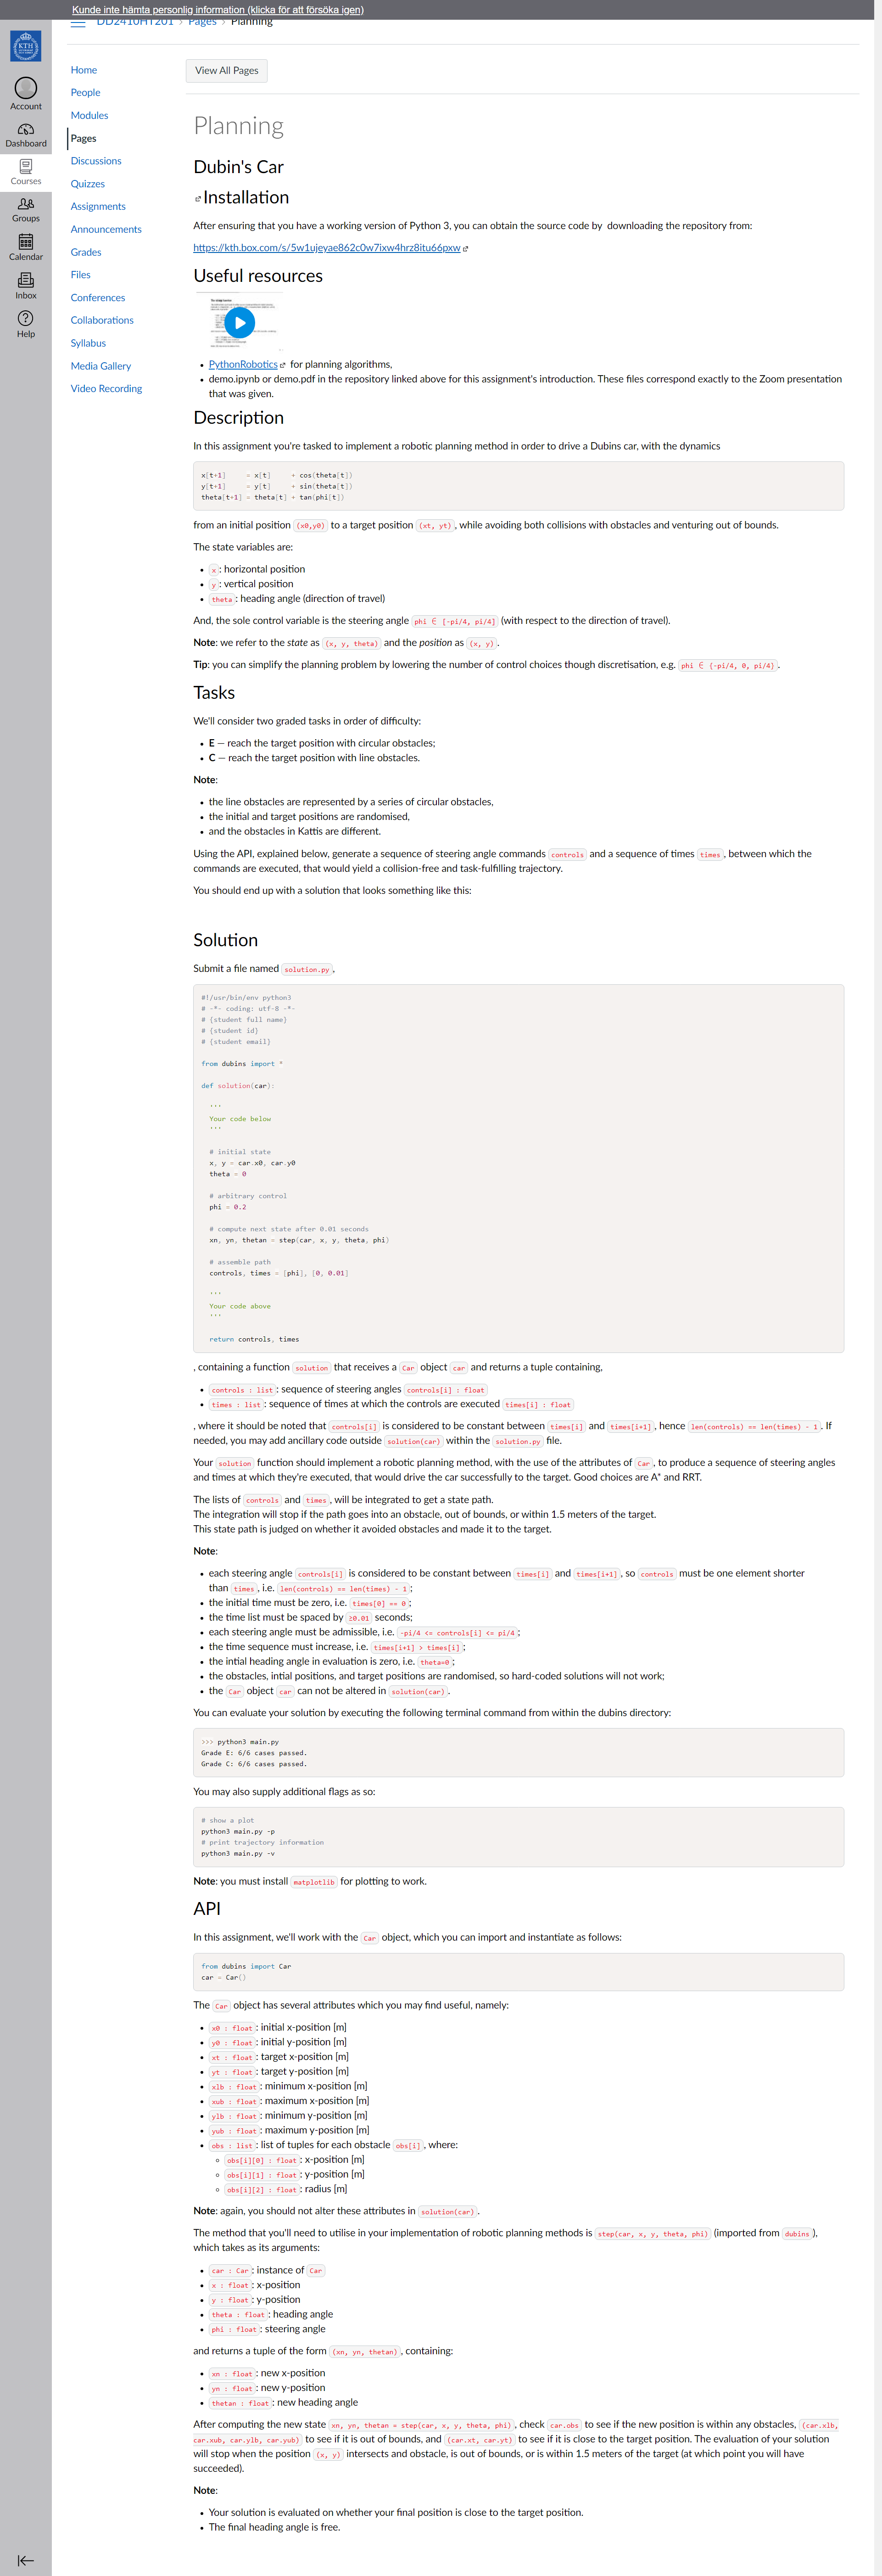 Kunde inte hämta personlig information (klicka för att försöka igen)
DD2410HT201 › Pages › Planning
KTH
Account
Dashboard
Courses
Groups
Calendar
Inbox
Help
Home
People
Modules
Pages
Discussions
Quizzes
Assignments
Announcements
Grades
Files
Conferences
Collaborations
Syllabus
Media Gallery
Video Recording
View All Pages
Planning
Dubin's Car
Installation
After ensuring that you have a working version of Python 3, you can obtain the source code by  downloading the repository from:
https://kth.box.com/s/5w1ujeyae862c0w7ixw4hrz8itu66pxw
Useful resources
• PythonRobotics for planning algorithms,
• demo.ipynb or demo.pdf in the repository linked above for this assignment's introduction. These files correspond exactly to the Zoom presentation
that was given.
Description
In this assignment you're tasked to implement a robotic planning method in order to drive a Dubins car, with the dynamics
x[t+1]     = x[t]     + cos(theta[t])
y[t+1]     = y[t]     + sin(theta[t])
theta[t+1] = theta[t] + tan(phi[t])
from an initial position (x0,y0) to a target position (xt, yt), while avoiding both collisions with obstacles and venturing out of bounds.
The state variables are:
• x: horizontal position
• y: vertical position
• theta: heading angle (direction of travel)
And, the sole control variable is the steering angle phi ∈ [-pi/4, pi/4] (with respect to the direction of travel).
Note: we refer to the state as (x, y, theta) and the position as (x, y).
Tip: you can simplify the planning problem by lowering the number of control choices though discretisation, e.g. phi ∈ {-pi/4, 0, pi/4}.
Tasks
We'll consider two graded tasks in order of difficulty:
• E — reach the target position with circular obstacles;
• C — reach the target position with line obstacles.
Note:
• the line obstacles are represented by a series of circular obstacles,
• the initial and target positions are randomised,
• and the obstacles in Kattis are different.
Using the API, explained below, generate a sequence of steering angle commands controls and a sequence of times times, between which the
commands are executed, that would yield a collision-free and task-fulfilling trajectory.
You should end up with a solution that looks something like this:
Solution
Submit a file named solution.py,
#!/usr/bin/env python3
# -*- coding: utf-8 -*-
# {student full name}
# {student id}
# {student email}
from dubins import *
def solution(car):
'''
Your code below
'''
# initial state
x, y = car.x0, car.y0
theta = 0
# arbitrary control
phi = 0.2
# compute next state after 0.01 seconds
xn, yn, thetan = step(car, x, y, theta, phi)
# assemble path
controls, times = [phi], [0, 0.01]
'''
Your code above
'''
return controls, times
, containing a function solution that receives a Car object car and returns a tuple containing,
• controls : list: sequence of steering angles controls[i] : float
• times : list: sequence of times at which the controls are executed times[i] : float
, where it should be noted that controls[i] is considered to be constant between times[i] and times[i+1], hence len(controls) == len(times) - 1. If
needed, you may add ancillary code outside solution(car) within the solution.py file.
Your solution function should implement a robotic planning method, with the use of the attributes of Car, to produce a sequence of steering angles
and times at which they're executed, that would drive the car successfully to the target. Good choices are A* and RRT.
The lists of controls and times, will be integrated to get a state path.
The integration will stop if the path goes into an obstacle, out of bounds, or within 1.5 meters of the target.
This state path is judged on whether it avoided obstacles and made it to the target.
Note:
• each steering angle controls[i] is considered to be constant between times[i] and times[i+1], so controls must be one element shorter
than times, i.e. len(controls) == len(times) - 1;
• the initial time must be zero, i.e. times[0] == 0;
• the time list must be spaced by ≥0.01 seconds;
• each steering angle must be admissible, i.e. -pi/4 <= controls[i] <= pi/4;
• the time sequence must increase, i.e. times[i+1] > times[i];
• the intial heading angle in evaluation is zero, i.e. theta=0;
• the obstacles, intial positions, and target positions are randomised, so hard-coded solutions will not work;
• the Car object car can not be altered in solution(car).
You can evaluate your solution by executing the following terminal command from within the dubins directory:
>>> python3 main.py
Grade E: 6/6 cases passed.
Grade C: 6/6 cases passed.
You may also supply additional flags as so:
# show a plot
python3 main.py -p
# print trajectory information
python3 main.py -v
Note: you must install matplotlib for plotting to work.
API
In this assignment, we'll work with the Car object, which you can import and instantiate as follows:
from dubins import Car
car = Car()
The Car object has several attributes which you may find useful, namely:
• x0 : float: initial x-position [m]
• y0 : float: initial y-position [m]
• xt : float: target x-position [m]
• yt : float: target y-position [m]
• xlb : float: minimum x-position [m]
• xub : float: maximum x-position [m]
• ylb : float: minimum y-position [m]
• yub : float: maximum y-position [m]
• obs : list: list of tuples for each obstacle obs[i], where:
◦ obs[i][0] : float: x-position [m]
◦ obs[i][1] : float: y-position [m]
◦ obs[i][2] : float: radius [m]
Note: again, you should not alter these attributes in solution(car).
The method that you'll need to utilise in your implementation of robotic planning methods is step(car, x, y, theta, phi) (imported from dubins),
which takes as its arguments:
• car : Car: instance of Car
• x : float: x-position
• y : float: y-position
• theta : float: heading angle
• phi : float: steering angle
and returns a tuple of the form (xn, yn, thetan), containing:
• xn : float: new x-position
• yn : float: new y-position
• thetan : float: new heading angle
After computing the new state xn, yn, thetan = step(car, x, y, theta, phi), check car.obs to see if the new position is within any obstacles, (car.xlb,
car.xub, car.ylb, car.yub) to see if it is out of bounds, and (car.xt, car.yt) to see if it is close to the target position. The evaluation of your solution
will stop when the position (x, y) intersects and obstacle, is out of bounds, or is within 1.5 meters of the target (at which point you will have
succeeded).
Note:
• Your solution is evaluated on whether your final position is close to the target position.
• The final heading angle is free.